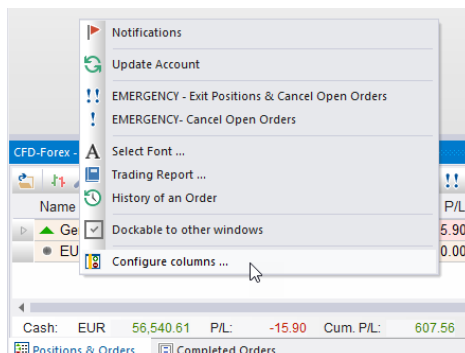 Notifications
Update Account
EMERGENCY - Exit Positions & Cancel Open Orders
EMERGENCY- Cancel Open Orders
CFD-Forex -
A Select Font ...
Trading Report ...
History of an Order
Name P/L
Dockable to other windows
Ge 5.90
EU 0.00
Configure columns ...
Cash: EUR 56,540.61 P/L: -15.90 Cum. P/L: 607.56
Positions & Orders Completed Orders